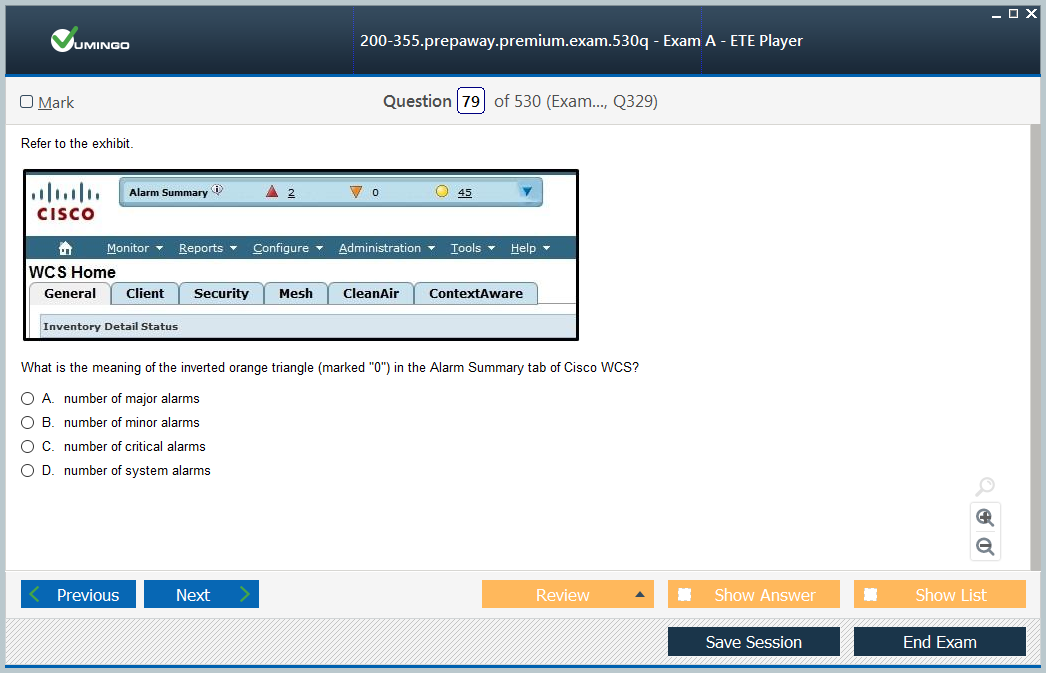 VUMINGO
200-355.prepaway.premium.exam.530q - Exam A - ETE Player
Mark
Question 79 of 530 (Exam..., Q329)
Refer to the exhibit.
Alarm Summary 2 0 45
CISCO
Monitor Reports Configure Administration Tools Help
WCS Home
General Client Security Mesh CleanAir ContextAware
Inventory Detail Status
What is the meaning of the inverted orange triangle (marked "0") in the Alarm Summary tab of Cisco WCS?
A. number of major alarms
B. number of minor alarms
C. number of critical alarms
D. number of system alarms
Previous Next Review Show Answer Show List
Save Session End Exam